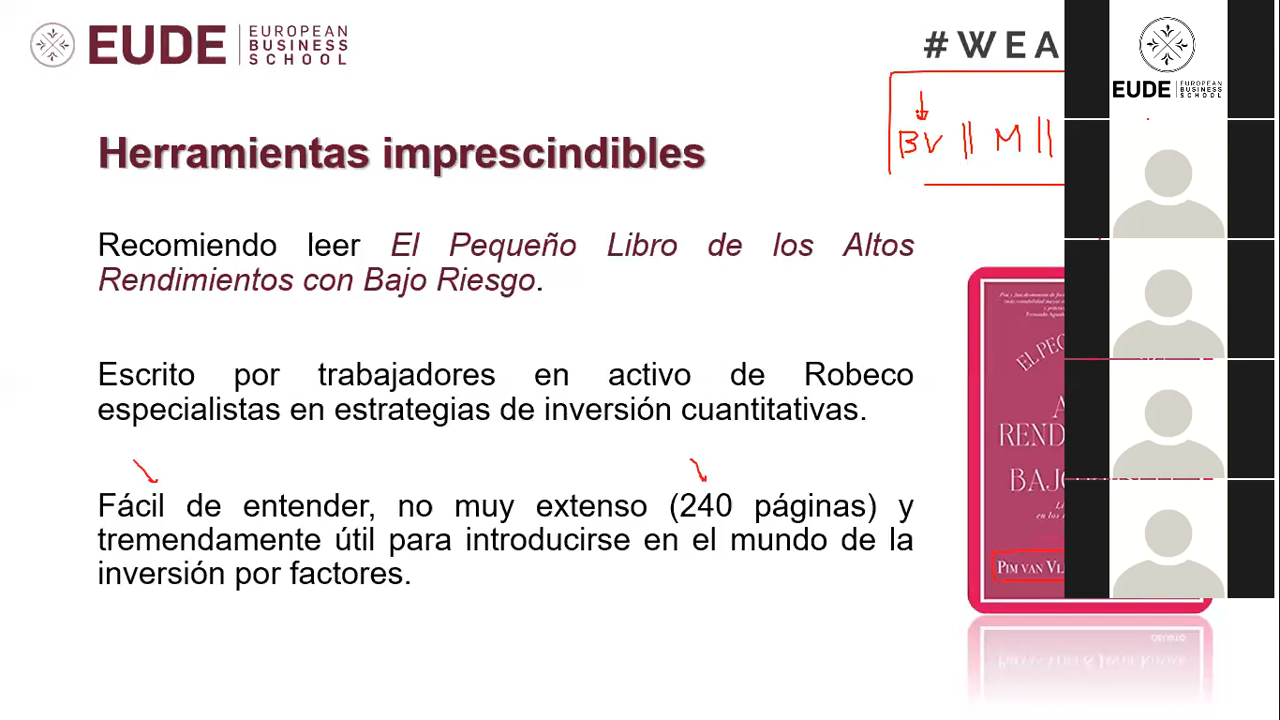 EUDE
EUROPEAN
BUSINESS
SCHOOL
#WEA
EUDE
EUROPEAN
BUSINESS
SCHOOL
BV || M ||
Herramientas imprescindibles
Recomiendo leer El Pequeño Libro de los Altos
Rendimientos con Bajo Riesgo.
Escrito por trabajadores en activo de Robeco
especialistas en estrategias de inversión cuantitativas.
Fácil de entender, no muy extenso (240 páginas) y
tremendamente útil para introducirse en el mundo de la
inversión por factores.
EL PEQ
A
REND
BAJO
PIM VAN VL